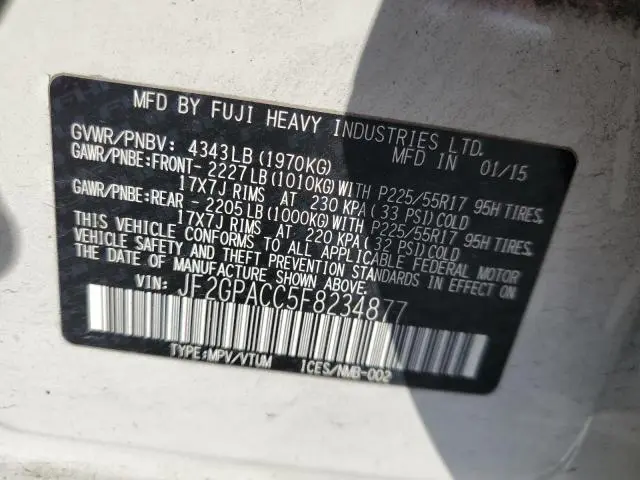 MFD BY FUJI HEAVY INDUSTRIES LTD.
GVWR/PNBV: 4343LB(1970KG) MFD IN 01/15
GAWR/PNBE:FRONT- 2227LB(1010KG)WITH P225/55R17 95H TIRES,
17X7J RIMS AT 230 KPA(33 PSI)COLD
GAWR/PNBE:REAR - 2205LB(1000KG)WITH P225/55R17 95H TIRES,
17X7J RIMS AT 220 KPA(32 PSI)COLD
THIS VEHICLE CONFORMS TO ALL APPLICABLE FEDERAL MOTOR
VEHICLE SAFETY AND THEFT PREVENTION STANDARDS IN EFFECT ON
THE DATE OF MANUFACTURE SHOWN ABOVE.
VIN: JF2GPACC5F8234877
TYPE:MPV/VTUM 1CES/NMB-002